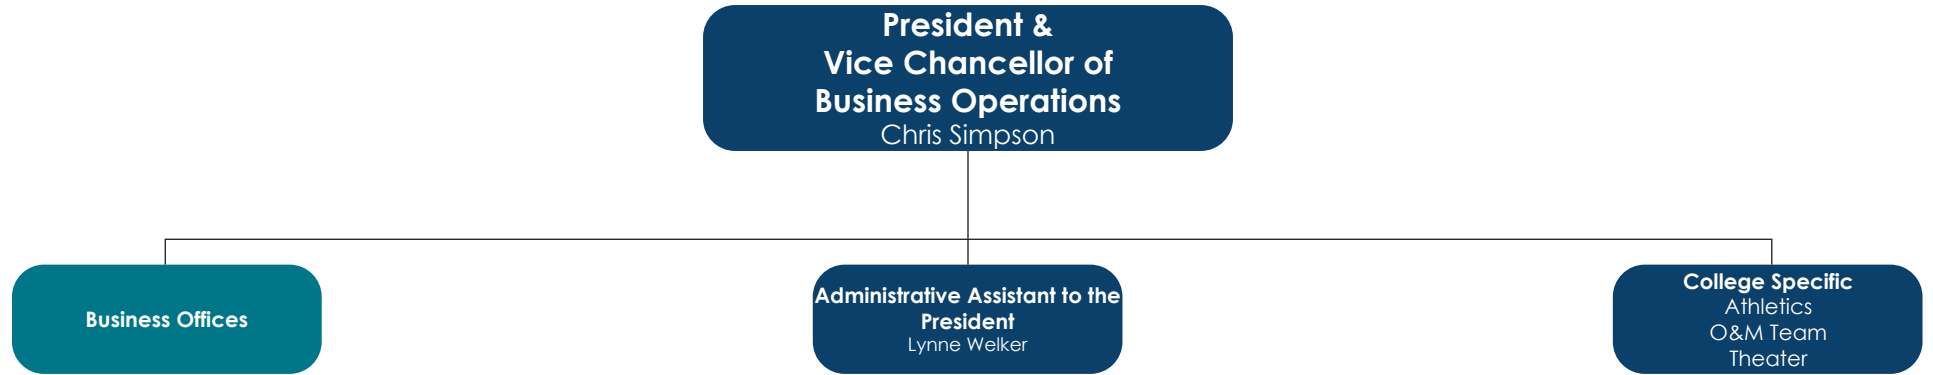 President &
Vice Chancellor of
Business Operations
Chris Simpson
Business Offices
Administrative Assistant to the
President
Lynne Welker
College Specific
Athletics
O&M Team
Theater